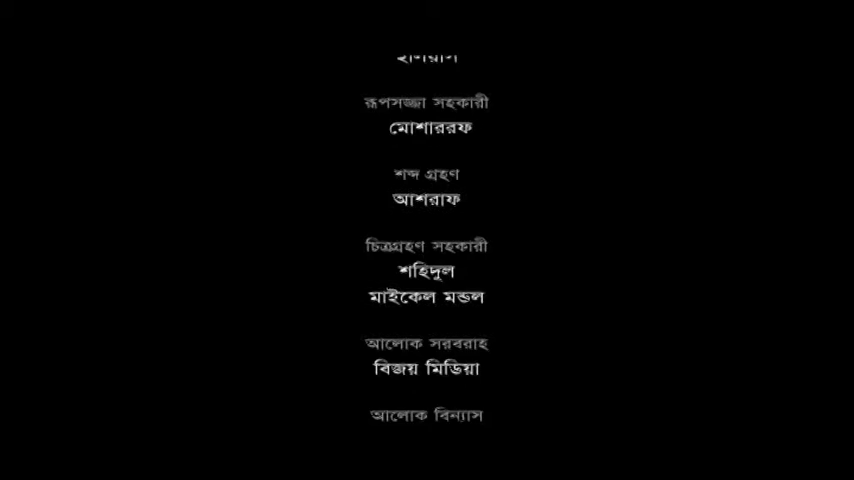 রূপসজ্জা সহকারী
মোশাররফ
শব্দ গ্রহণ
আশরাফ
চিত্রগ্রহণ সহকারী
শহিদুল
মাইকেল মন্ডল
আলোক সরবরাহ
বিজয় মিডিয়া
আলোক বিন্যাস